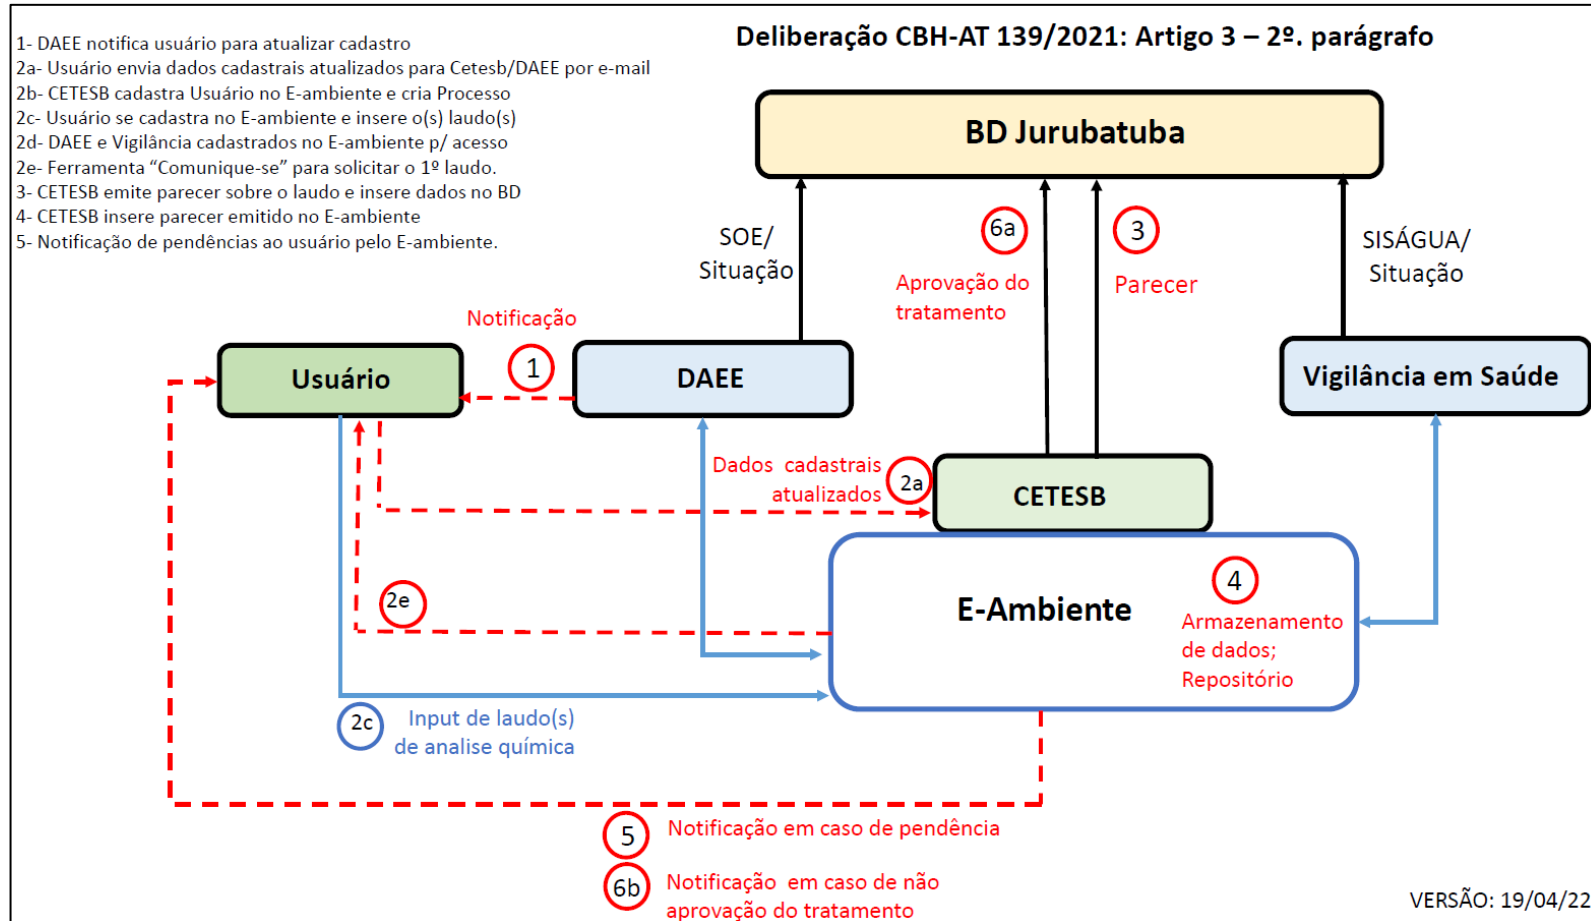 Deliberação CBH-AT 139/2021: Artigo 3 – 2º. parágrafo
1- DAEE notifica usuário para atualizar cadastro
2a- Usuário envia dados cadastrais atualizados para Cetesb/DAEE por e-mail
2b- CETESB cadastra Usuário no E-ambiente e cria Processo
2c- Usuário se cadastra no E-ambiente e insere o(s) laudo(s)
2d- DAEE e Vigilância cadastrados no E-ambiente p/ acesso
2e- Ferramenta “Comunique-se” para solicitar o 1º laudo.
3- CETESB emite parecer sobre o laudo e insere dados no BD
4- CETESB insere parecer emitido no E-ambiente
5- Notificação de pendências ao usuário pelo E-ambiente.
BD Jurubatuba
SOE/
Situação
6a
Aprovação do
tratamento
3
Parecer
SISÁGUA/
Situação
Notificação
1
Usuário
DAEE
Vigilância em Saúde
Dados cadastrais
atualizados
2a
CETESB
2e
E-Ambiente
4
Armazenamento
de dados;
Repositório
2c
Input de laudo(s)
de analise química
5
Notificação em caso de pendência
6b
Notificação em caso de não
aprovação do tratamento
VERSÃO: 19/04/22